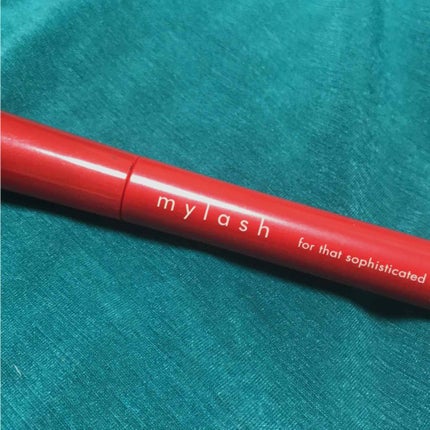 mylash for that sophisticated